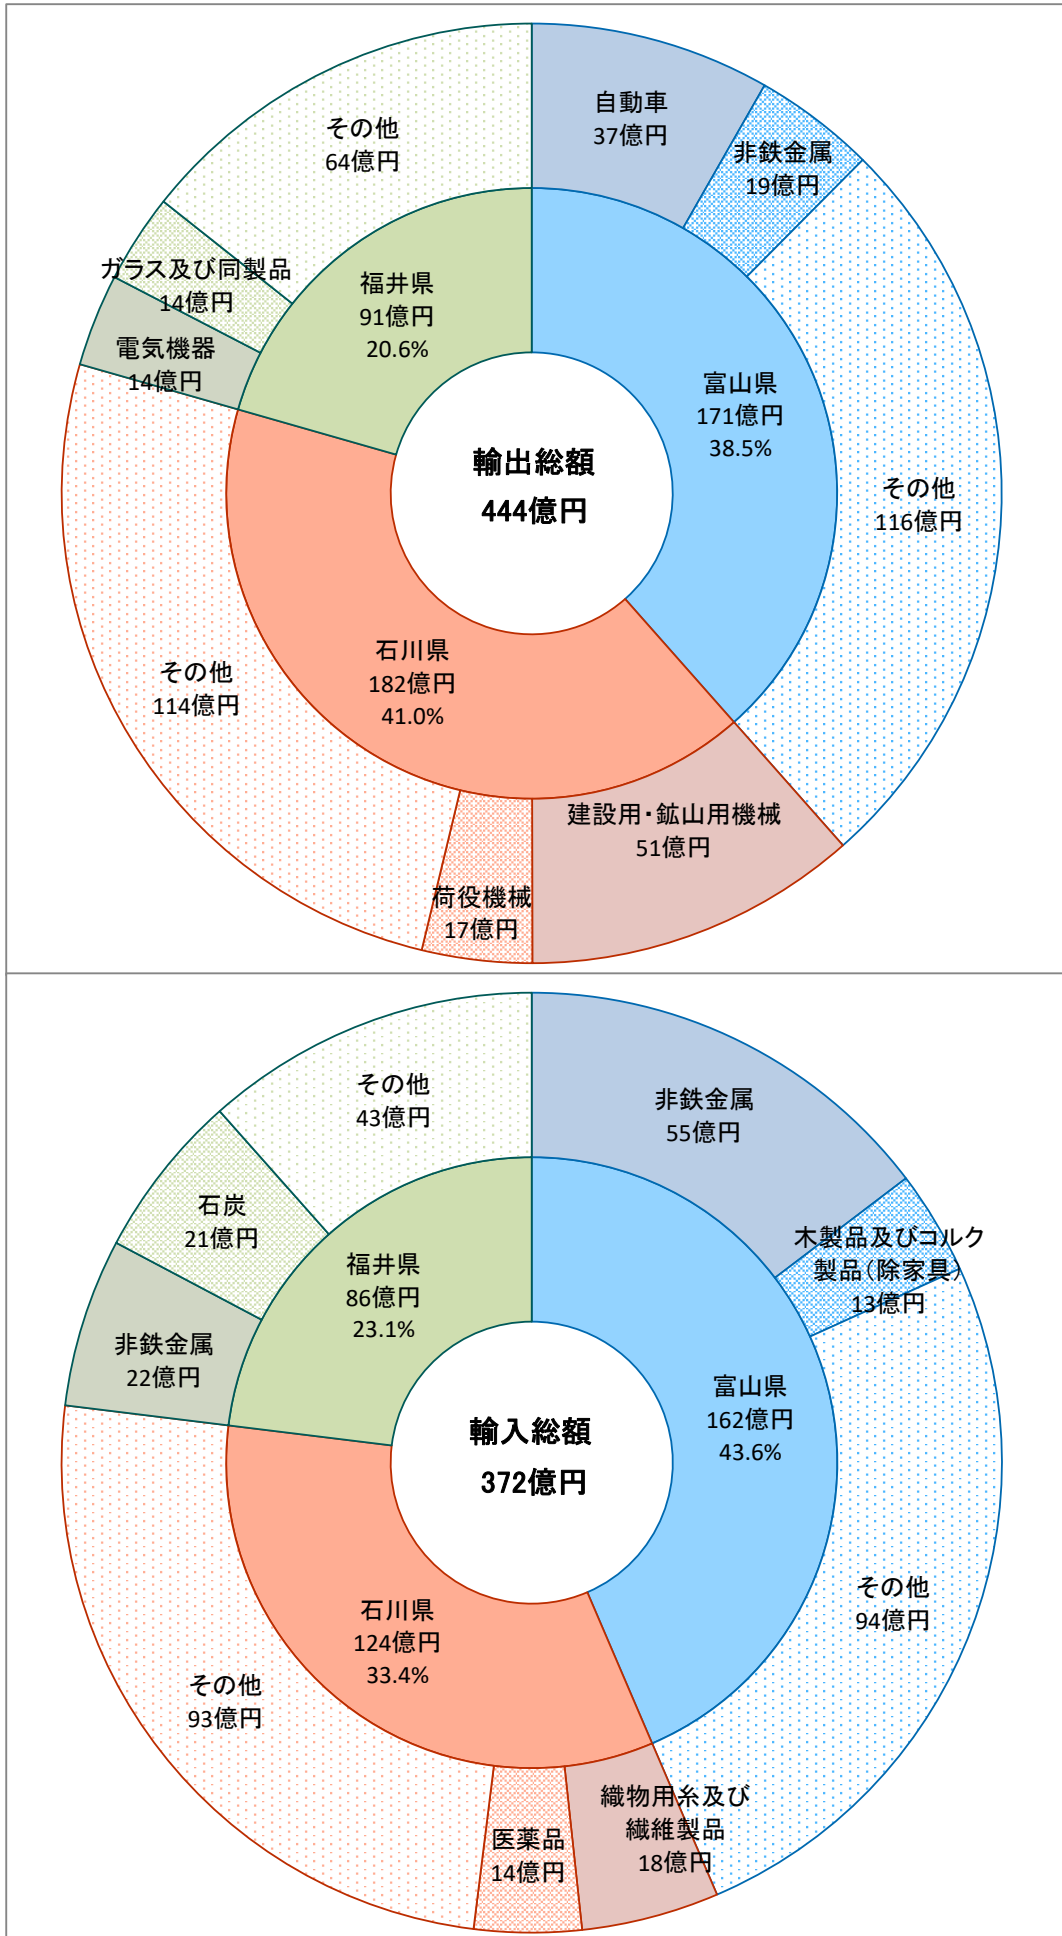 自動車
37億円
非鉄金属
19億円
その他
116億円
富山県
171億円
38.5%
建設用・鉱山用機械
51億円
荷役機械
17億円
その他
114億円
石川県
182億円
41.0%
電気機器
14億円
ガラス及び同製品
14億円
その他
64億円
福井県
91億円
20.6%
輸出総額
444億円
非鉄金属
55億円
木製品及びコルク
製品（除家具）
13億円
その他
94億円
富山県
162億円
43.6%
織物用糸及び
繊維製品
18億円
医薬品
14億円
その他
93億円
石川県
124億円
33.4%
非鉄金属
22億円
石炭
21億円
その他
43億円
福井県
86億円
23.1%
輸入総額
372億円